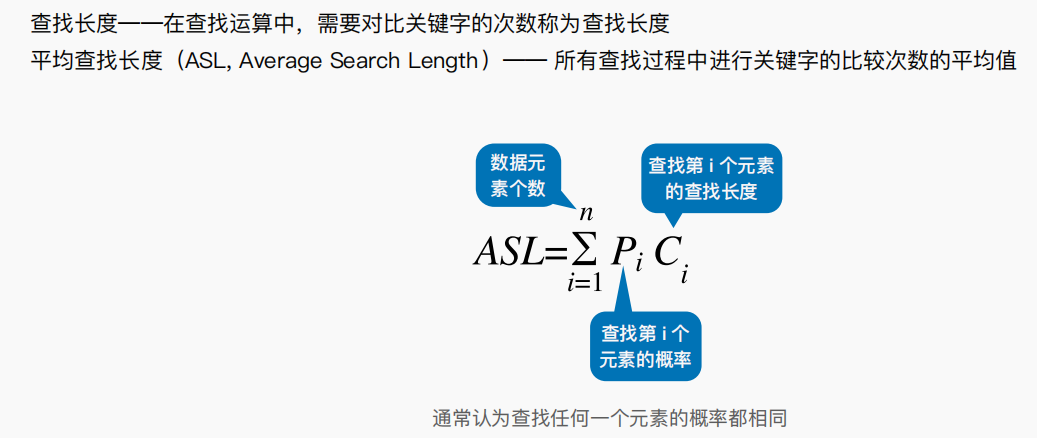 查找长度——在查找运算中，需要对比关键字的次数称为查找长度
平均查找长度（ASL, Average Search Length）—— 所有查找过程中进行关键字的比较次数的平均值
数据元
素个数
查找第 i 个元素
的查找长度
n
ASL=∑ Pi Ci
i=1
查找第 i 个
元素的概率
通常认为查找任何一个元素的概率都相同